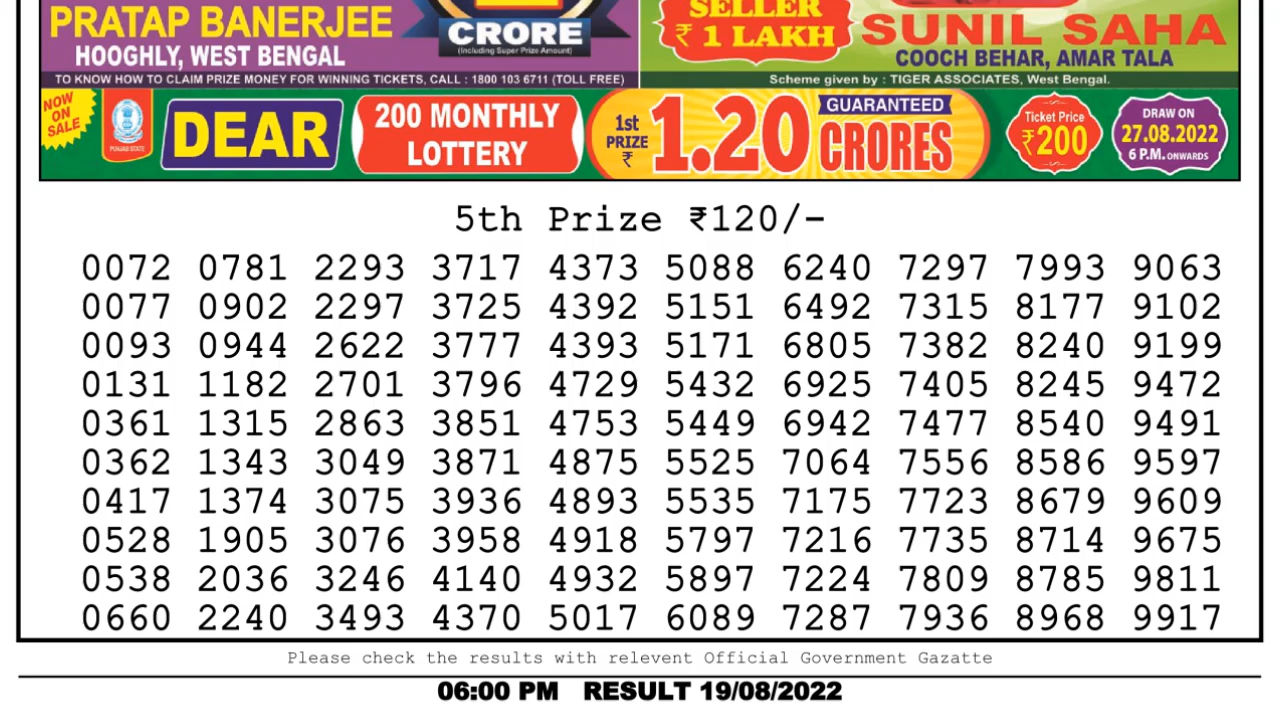 PRATAP BANERJEE
HOOGHLY, WEST BENGAL
CRORE
(Including Super Prize Amount)
SELLER
₹ 1 LAKH
SUNIL SAHA
COOCH BEHAR, AMAR TALA
TO KNOW HOW TO CLAIM PRIZE MONEY FOR WINNING TICKETS, CALL : 1800 103 6711 (TOLL FREE)
Scheme given by : TIGER ASSOCIATES, West Bengal.
NOW
ON
SALE
PUNJAB STATE
DEAR
200 MONTHLY
LOTTERY
1st
PRIZE
₹
1.20
GUARANTEED
CRORES
Ticket Price
₹200
DRAW ON
27.08.2022
6 P.M. ONWARDS
5th Prize ₹120/-
0072 0781 2293 3717 4373 5088 6240 7297 7993 9063
0077 0902 2297 3725 4392 5151 6492 7315 8177 9102
0093 0944 2622 3777 4393 5171 6805 7382 8240 9199
0131 1182 2701 3796 4729 5432 6925 7405 8245 9472
0361 1315 2863 3851 4753 5449 6942 7477 8540 9491
0362 1343 3049 3871 4875 5525 7064 7556 8586 9597
0417 1374 3075 3936 4893 5535 7175 7723 8679 9609
0528 1905 3076 3958 4918 5797 7216 7735 8714 9675
0538 2036 3246 4140 4932 5897 7224 7809 8785 9811
0660 2240 3493 4370 5017 6089 7287 7936 8968 9917
Please check the results with relevent Official Government Gazatte
06:00 PM RESULT 19/08/2022